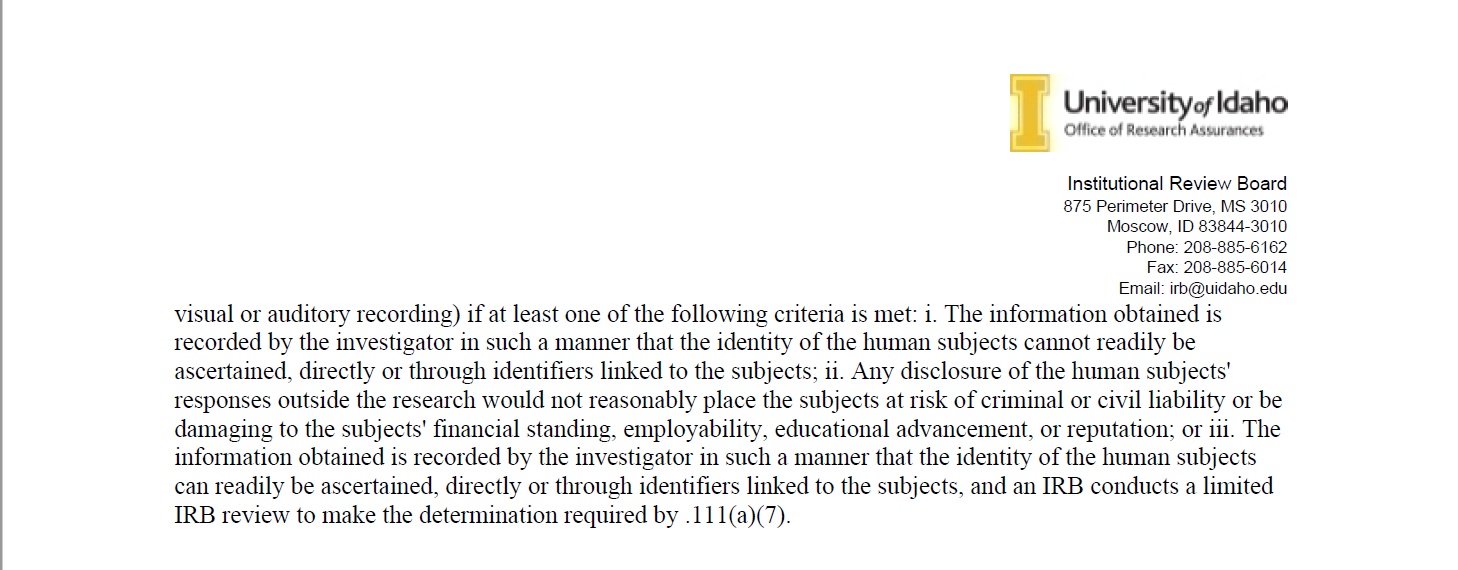 I
University of Idaho
Office of Research Assurances
Institutional Review Board
875 Perimeter Drive, MS 3010
Moscow, ID 83844-3010
Phone: 208-885-6162
Fax: 208-885-6014
Email: irb@uidaho.edu
visual or auditory recording) if at least one of the following criteria is met: i. The information obtained is
recorded by the investigator in such a manner that the identity of the human subjects cannot readily be
ascertained, directly or through identifiers linked to the subjects; ii. Any disclosure of the human subjects'
responses outside the research would not reasonably place the subjects at risk of criminal or civil liability or be
damaging to the subjects' financial standing, employability, educational advancement, or reputation; or iii. The
information obtained is recorded by the investigator in such a manner that the identity of the human subjects
can readily be ascertained, directly or through identifiers linked to the subjects, and an IRB conducts a limited
IRB review to make the determination required by .111(a)(7).